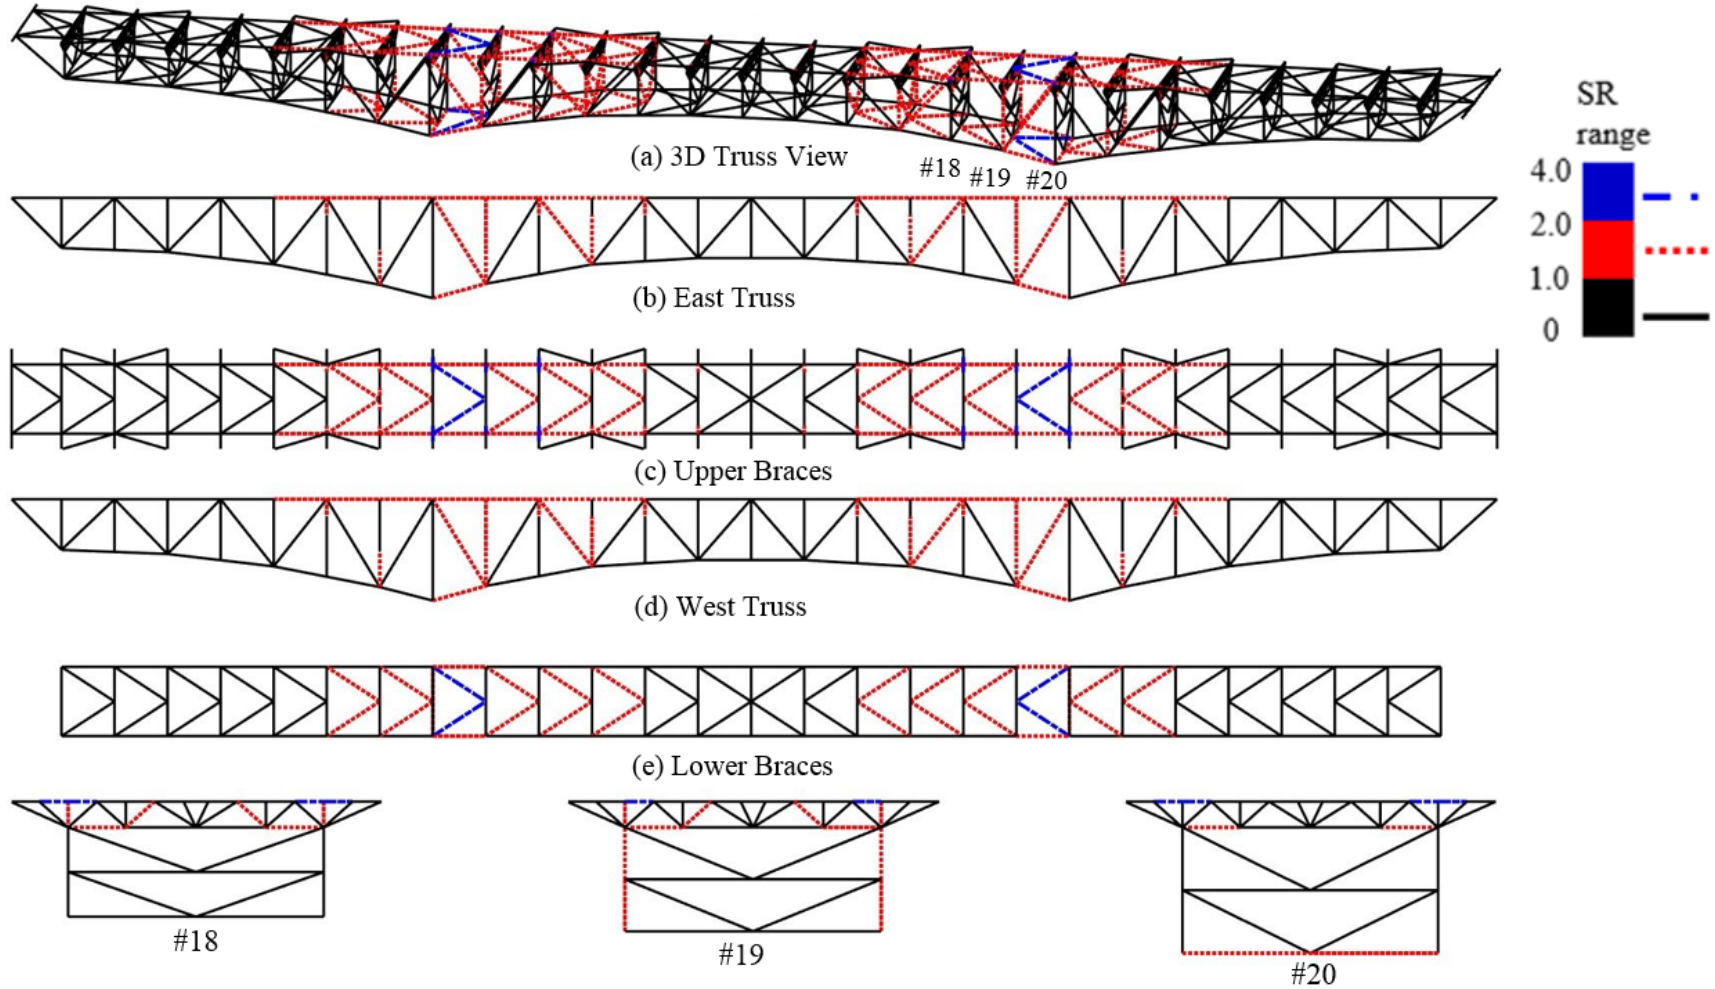 SR
range
4.0
2.0
1.0
0
(a) 3D Truss View
#18
#19
#20
(b) East Truss
(c) Upper Braces
(d) West Truss
(e) Lower Braces
#18
#19
#20